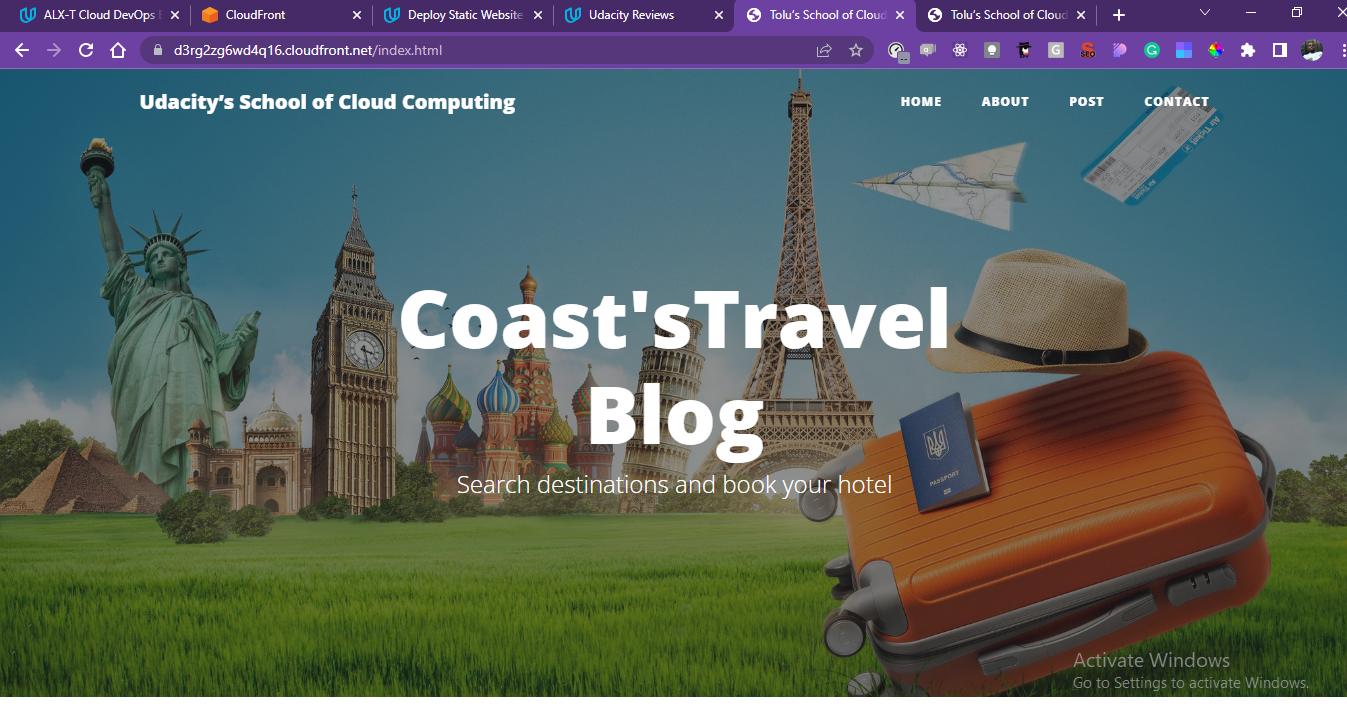 ALX-T Cloud DevOps
CloudFront
Deploy Static Website
Udacity Reviews
Tolu's School of Cloud
Tolu's School of Cloud
d3rg2zg6wd4q16.cloudfront.net/index.html
Udacity’s School of Cloud Computing
HOME
ABOUT
POST
CONTACT
Air Ticket
Coast'sTravel
Blog
PASSPORT
Search destinations and book your hotel
Activate Windows
Go to Settings to activate Windows.